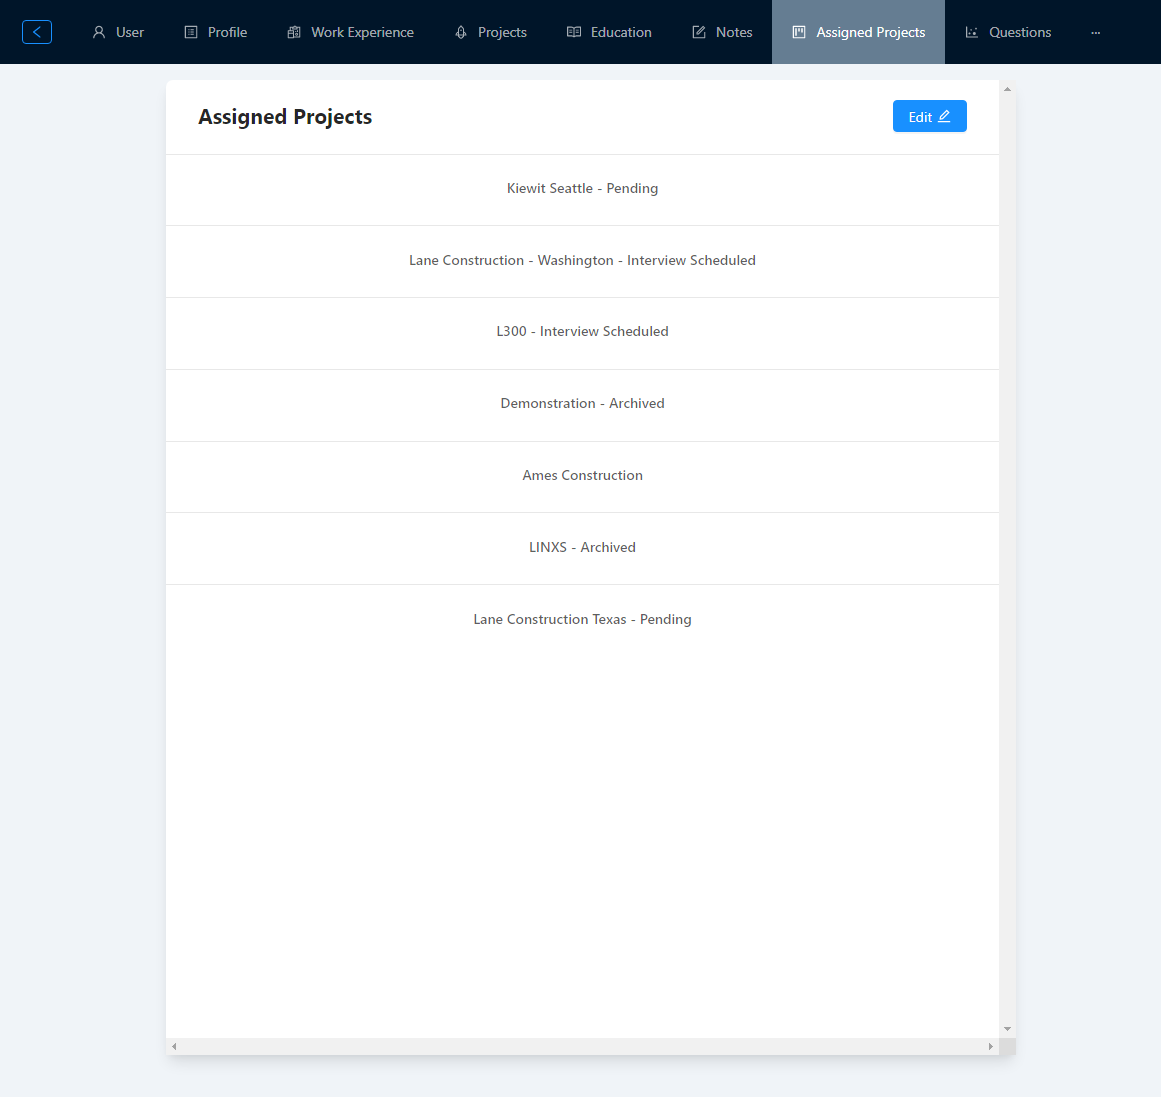 User Profile Work Experience Projects Education Notes Assigned Projects Questions ···
Assigned Projects Edit
Kiewit Seattle - Pending
Lane Construction - Washington - Interview Scheduled
L300 - Interview Scheduled
Demonstration - Archived
Ames Construction
LINXS - Archived
Lane Construction Texas - Pending